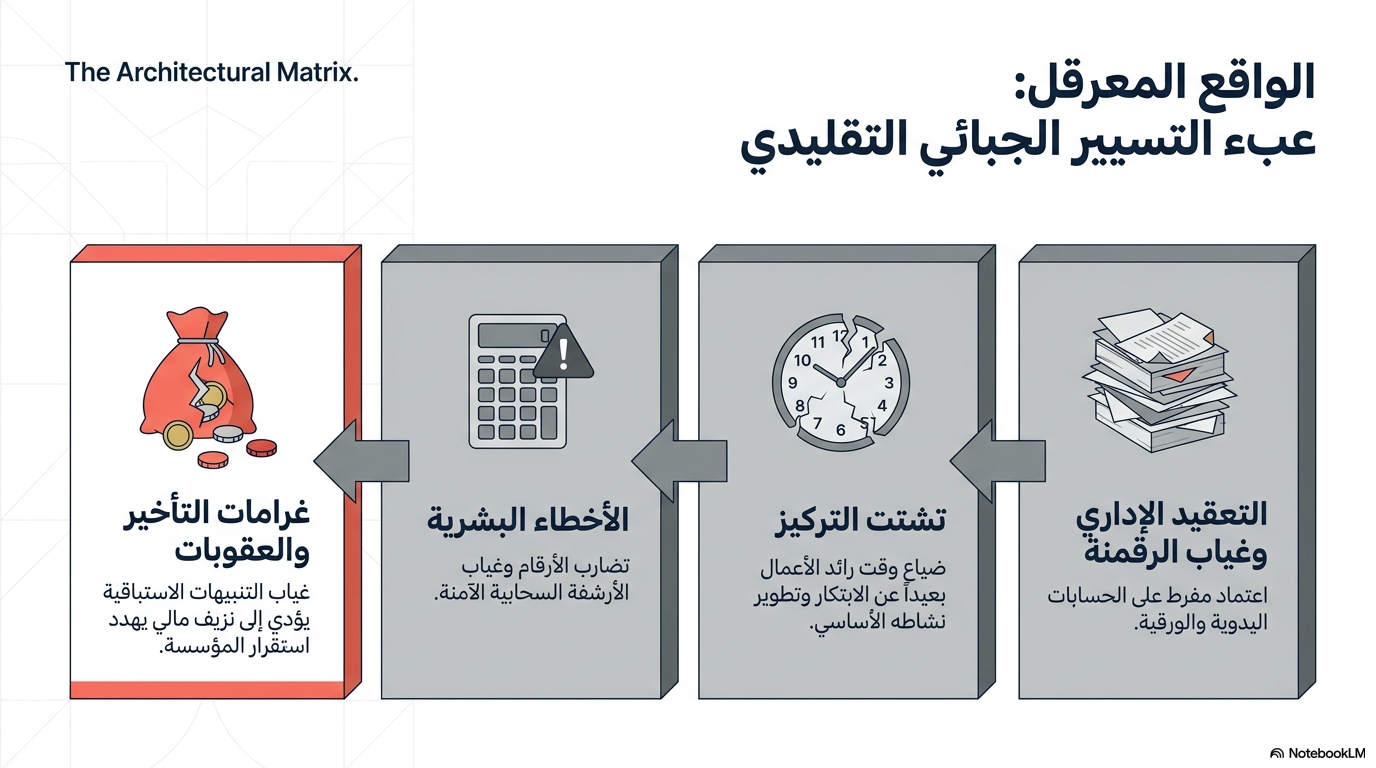 The Architectural Matrix.
الواقع المعرقل:
عبء التسيير الجبائي التقليدي
التعقيد الإداري
وغياب الرقمنة
اعتماد مفرط على الحسابات
اليدوية والورقية.
تشتت التركيز
ضياع وقت رائد الأعمال
بعيداً عن الابتكار وتطوير
نشاطه الأساسي.
الأخطاء البشرية
تضارب الأرقام وغياب
الأرشفة السحابية الآمنة.
غرامات التأخير
والعقوبات
غياب التنبيهات الاستباقية
يؤدي إلى نزيف مالي يهدد
استقرار المؤسسة.
NotebookLM